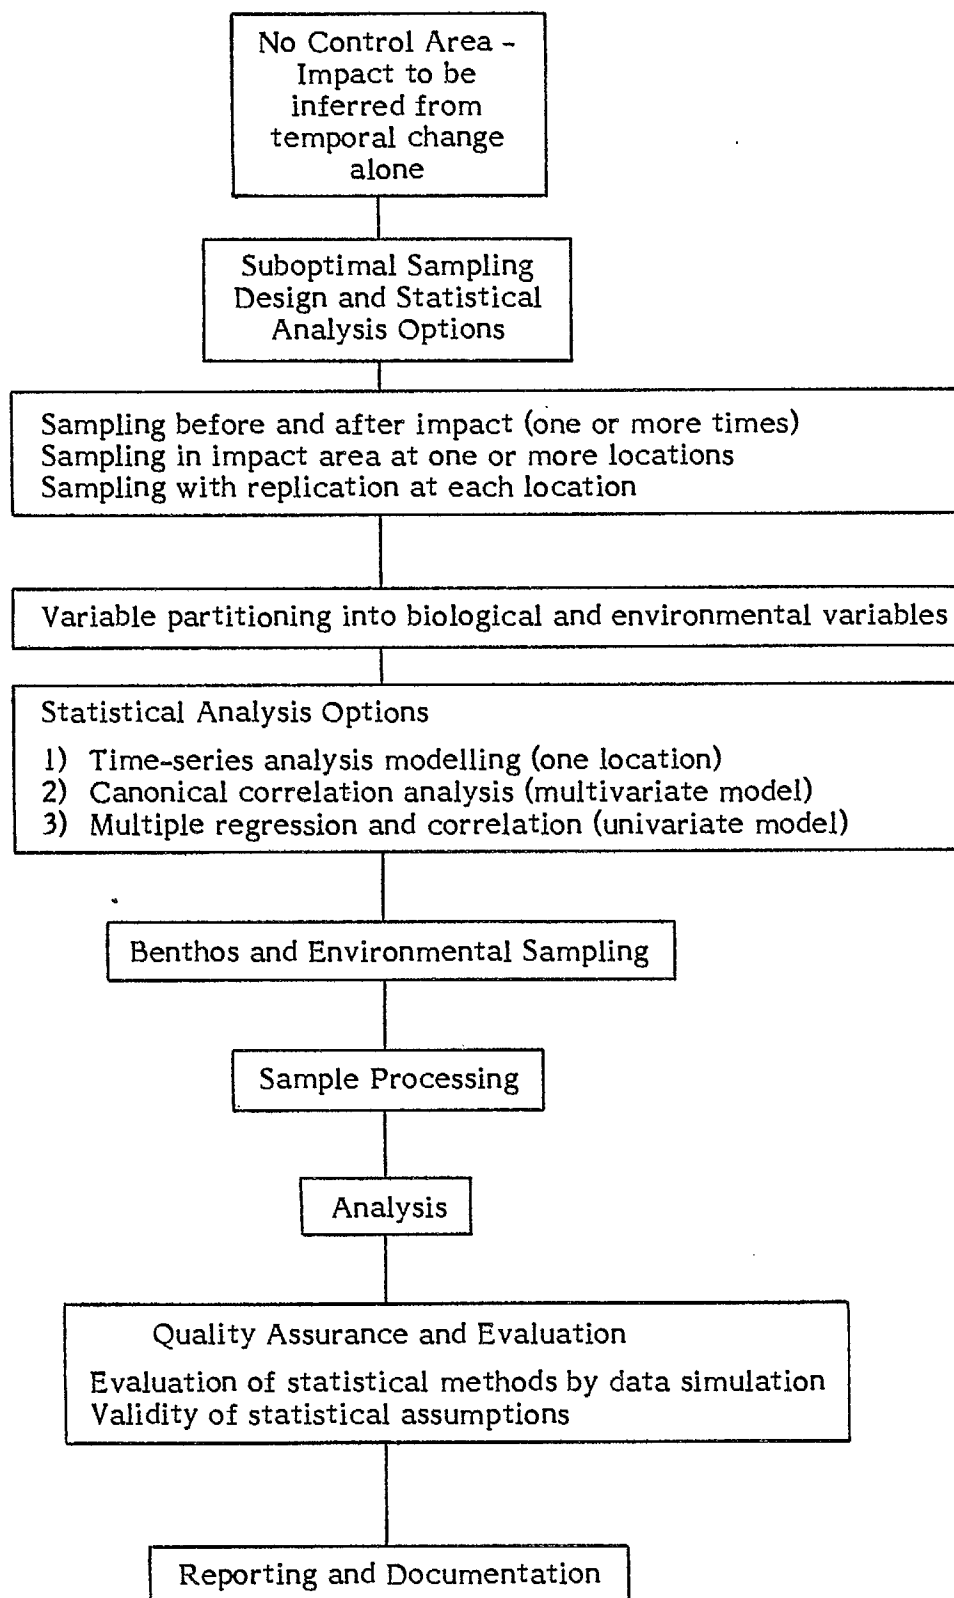 No Control Area -
Impact to be
inferred from
temporal change
alone
Suboptimal Sampling
Design and Statistical
Analysis Options
Sampling before and after impact (one or more times)
Sampling in impact area at one or more locations
Sampling with replication at each location
Variable partitioning into biological and environmental variables
Statistical Analysis Options
1) Time-series analysis modelling (one location)
2) Canonical correlation analysis (multivariate model)
3) Multiple regression and correlation (univariate model)
Benthos and Environmental Sampling
Sample Processing
Analysis
Quality Assurance and Evaluation
Evaluation of statistical methods by data simulation
Validity of statistical assumptions
Reporting and Documentation